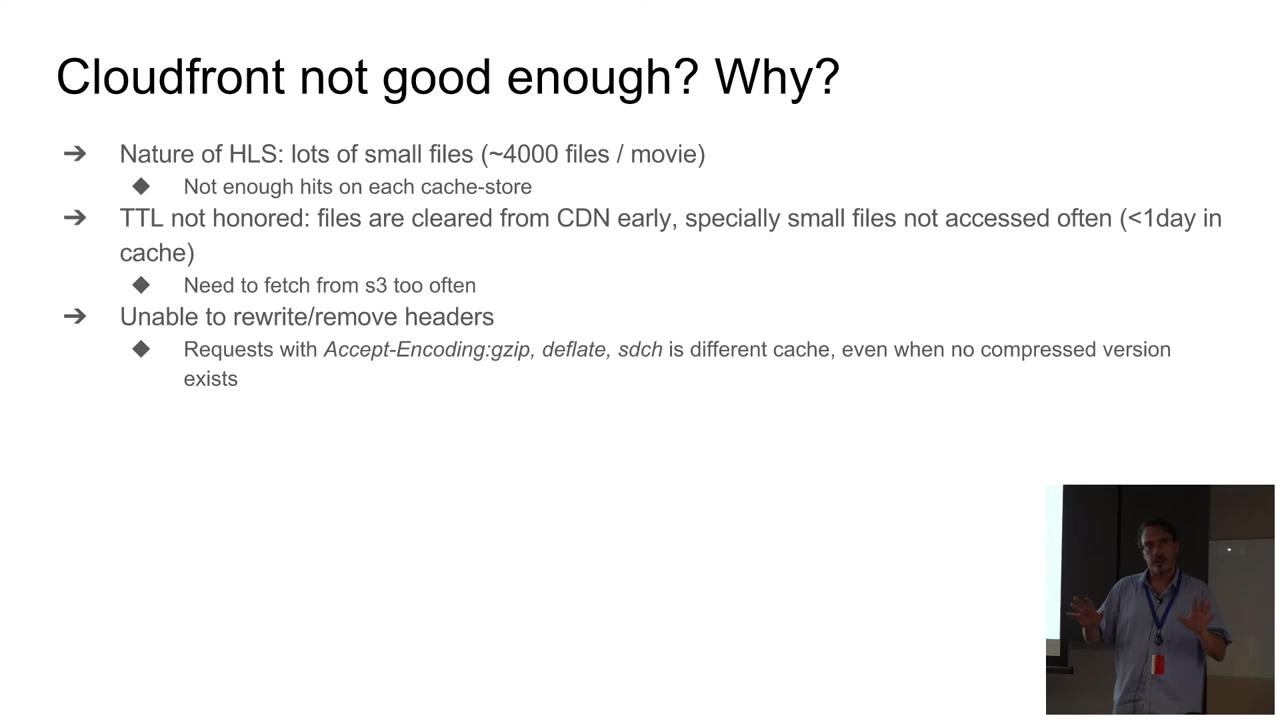 Cloudfront not good enough? Why?
➔ Nature of HLS: lots of small files (~4000 files / movie)
◆ Not enough hits on each cache-store
➔ TTL not honored: files are cleared from CDN early, specially small files not accessed often (<1day in
cache)
◆ Need to fetch from s3 too often
➔ Unable to rewrite/remove headers
◆ Requests with Accept-Encoding:gzip, deflate, sdch is different cache, even when no compressed version
exists